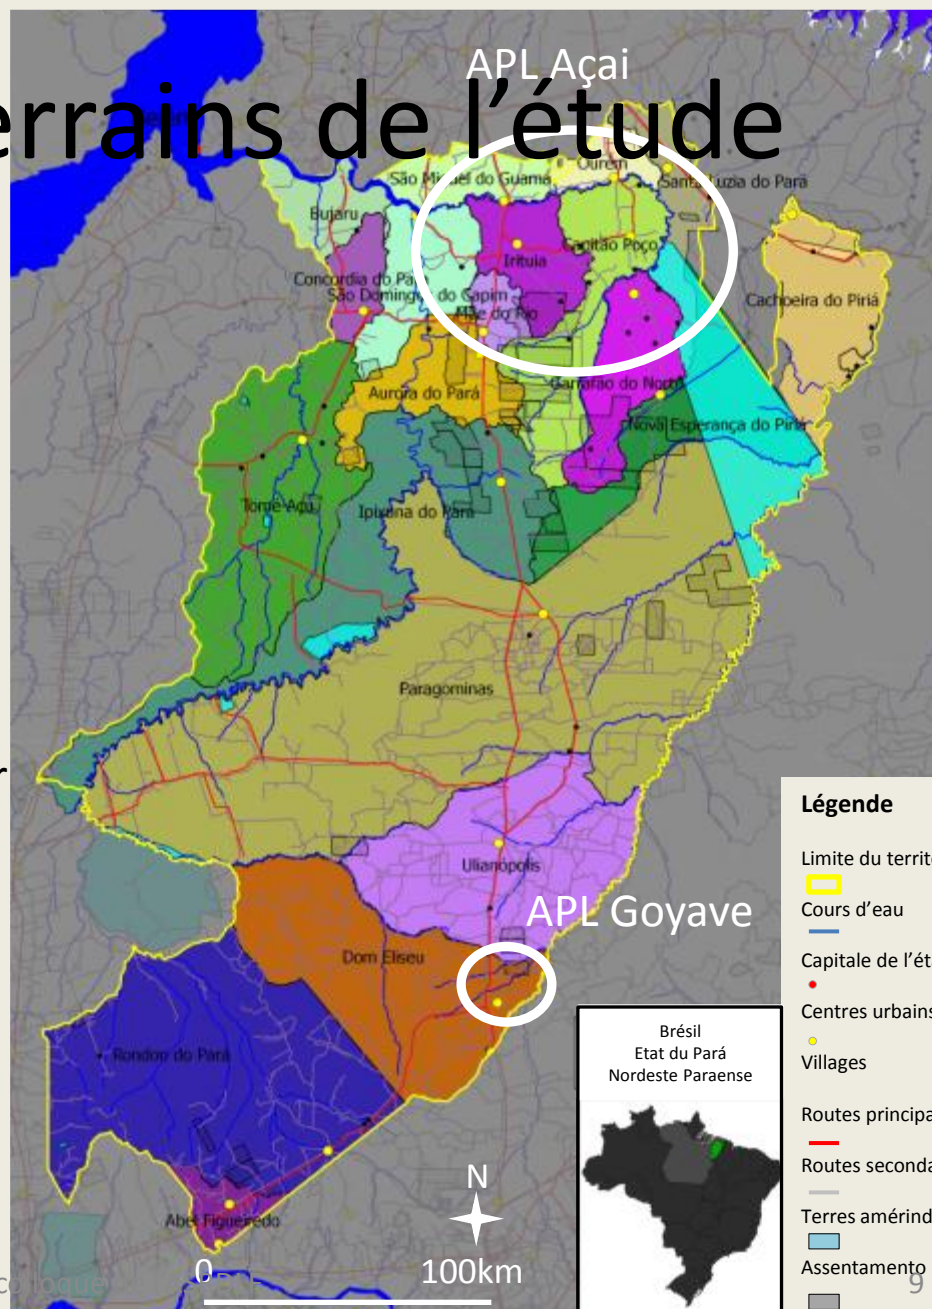 APL Açai
errains de l’étude
Ourem
São Miguel do Guama
Santa Luzia do Pará
Bujaru
Capitão Poço
Irituia
Concordia do Pará
São Domingos do Capim
Mãe do Rio
Cachoeira do Piriá
Aurora do Pará
Garrafão do Norte
Nova Esperança do Piriá
Tomé-Açu
Ipixuna do Pará
Paragominas
r
Ulianópolis
APL Goyave
Dom Eliseu
Rondon do Pará
Abel Figueiredo
N
0
100km
Brésil
Etat du Pará
Nordeste Paraense
Légende
Limite du territo
Cours d’eau
Capitale de l’ét
Centres urbains
Villages
Routes principa
Routes seconda
Terres amérind
Assentamento
colloque
9